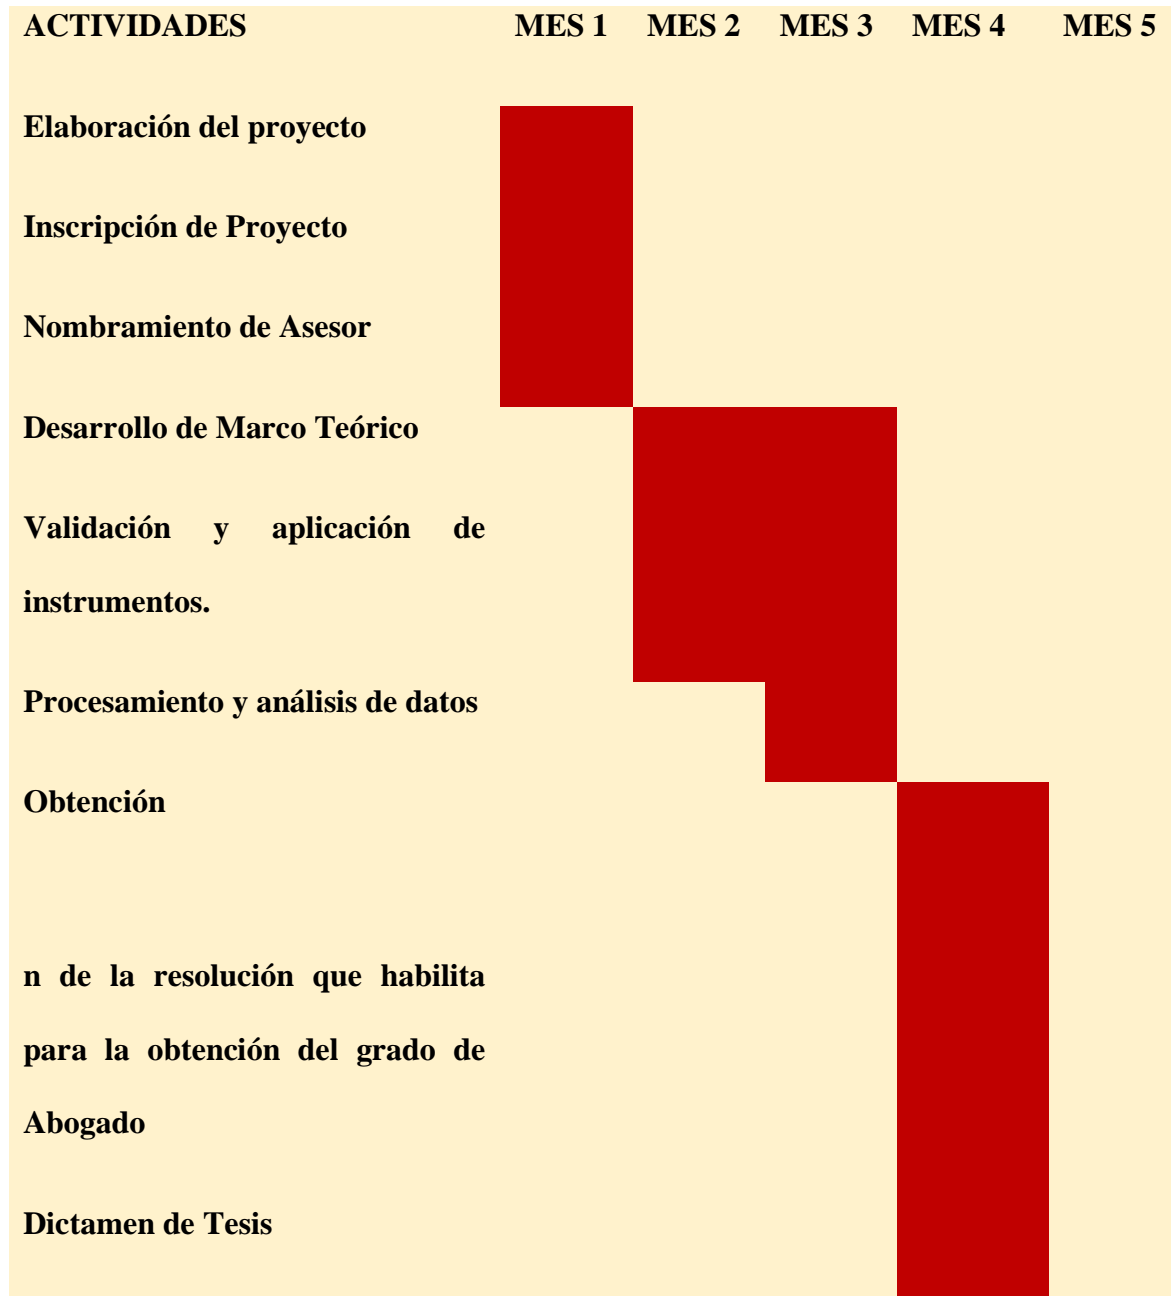 ACTIVIDADES MES 1 MES 2 MES 3 MES 4 MES 5
Elaboración del proyecto
Inscripción de Proyecto
Nombramiento de Asesor
Desarrollo de Marco Teórico
Validación y aplicación de
instrumentos.
Procesamiento y análisis de datos
Obtención
n de la resolución que habilita
para la obtención del grado de
Abogado
Dictamen de Tesis